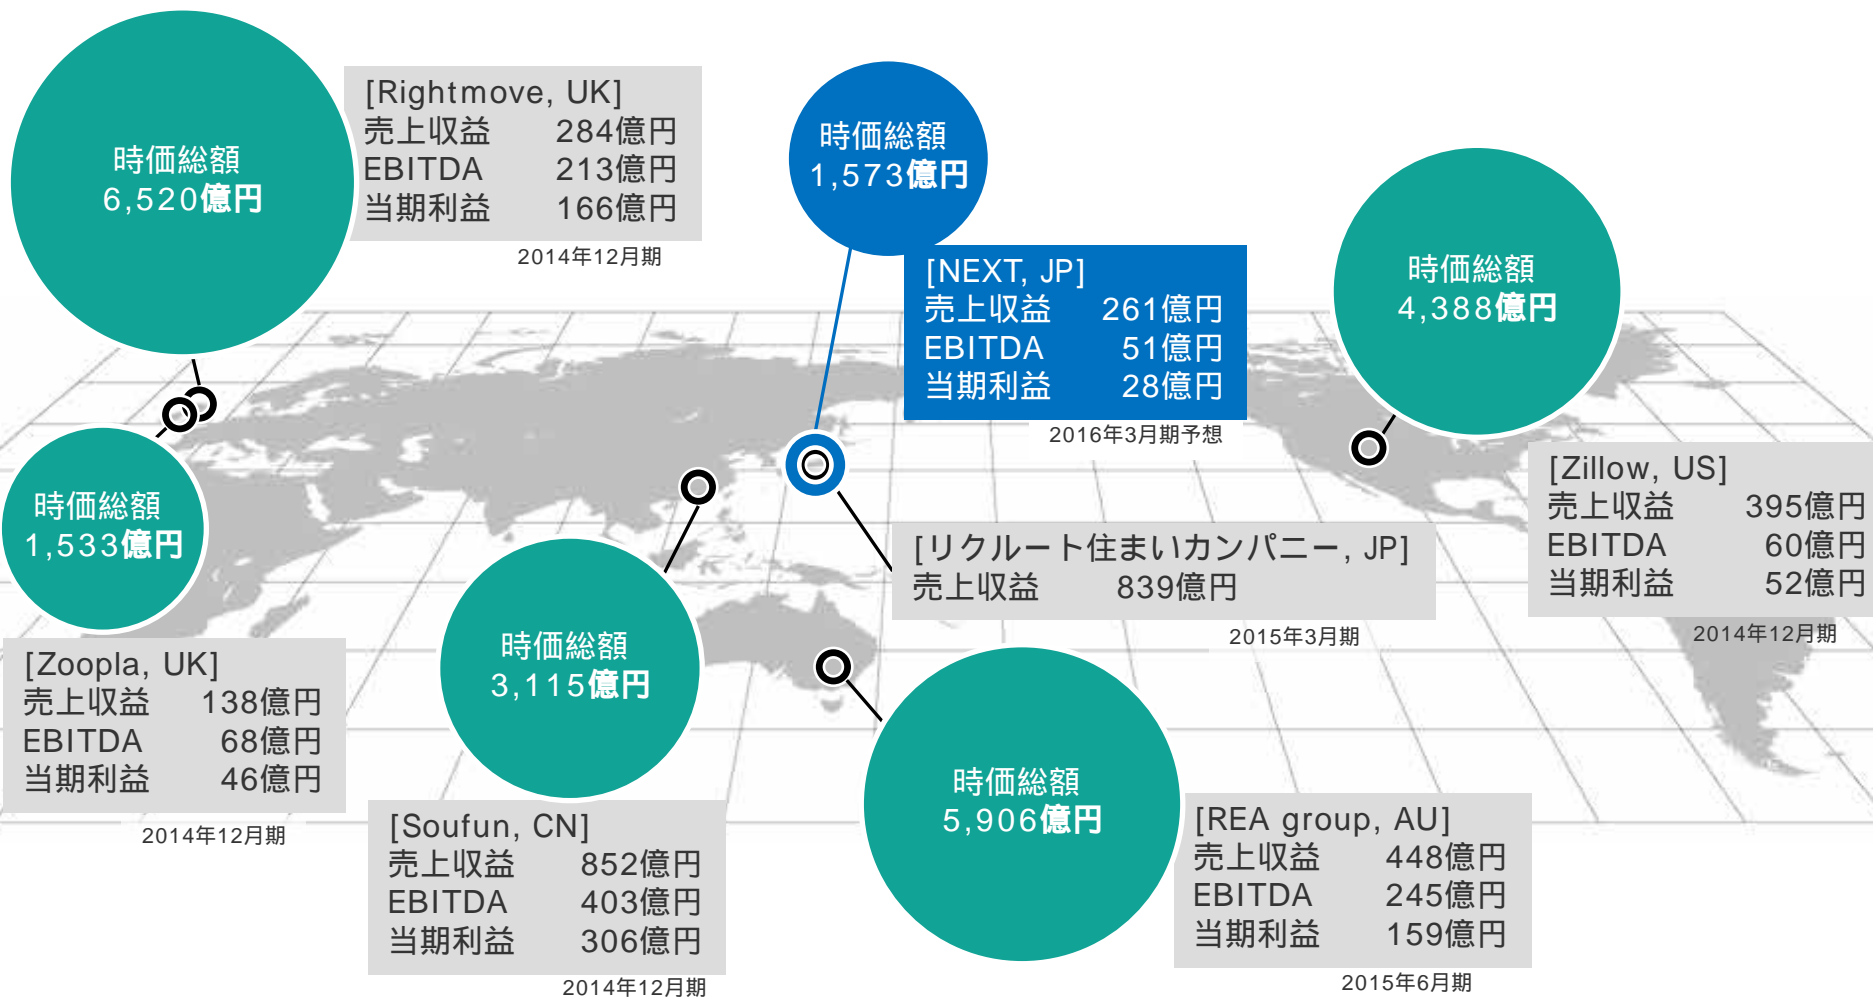 時価総額
6,520億円
[Rightmove, UK]
売上収益 284億円
EBITDA 213億円
当期利益 166億円
2014年12月期
時価総額
1,573億円
[NEXT, JP]
売上収益 261億円
EBITDA 51億円
当期利益 28億円
2016年3月期予想
時価総額
4,388億円
[Zillow, US]
売上収益 395億円
EBITDA 60億円
当期利益 52億円
2014年12月期
時価総額
1,533億円
[Zoopla, UK]
売上収益 138億円
EBITDA 68億円
当期利益 46億円
2014年12月期
時価総額
3,115億円
[Soufun, CN]
売上収益 852億円
EBITDA 403億円
当期利益 306億円
2014年12月期
[リクルート住まいカンパニー, JP]
売上収益 839億円
2015年3月期
時価総額
5,906億円
[REA group, AU]
売上収益 448億円
EBITDA 245億円
当期利益 159億円
2015年6月期